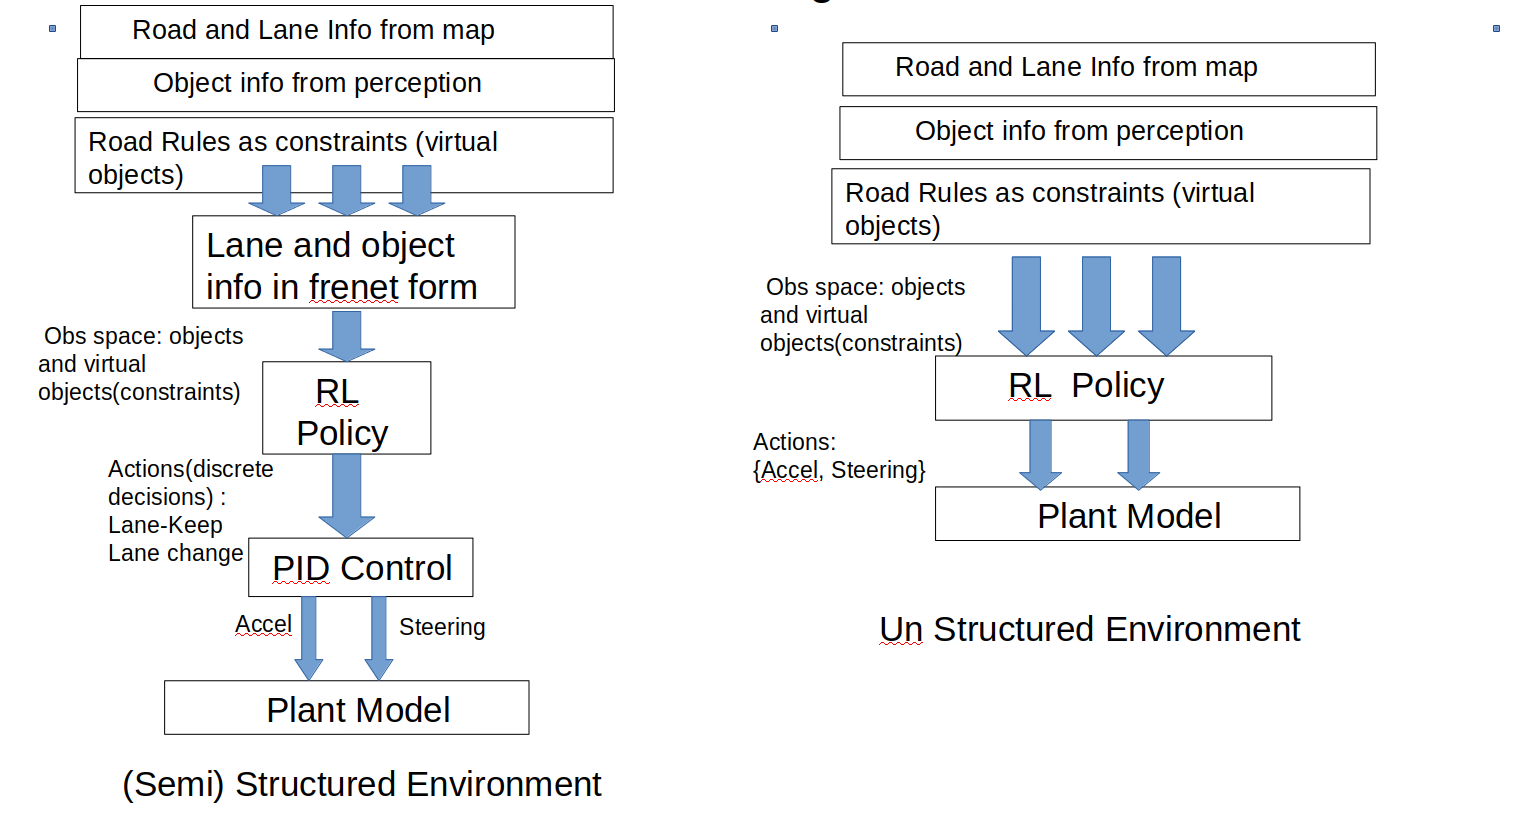 Road and Lane Info from map
Object info from perception
Road Rules as constraints (virtual
objects)
Lane and object
info in frenet form
Obs space: objects
and virtual
objects(constraints)
RL
Policy
Actions(discrete
decisions) :
Lane-Keep
Lane change
PID Control
Accel
Steering
Plant Model
(Semi) Structured Environment
Road and Lane Info from map
Object info from perception
Road Rules as constraints (virtual
objects)
Obs space: objects
and virtual
objects(constraints)
RL Policy
Actions:
{Accel, Steering}
Plant Model
Un Structured Environment